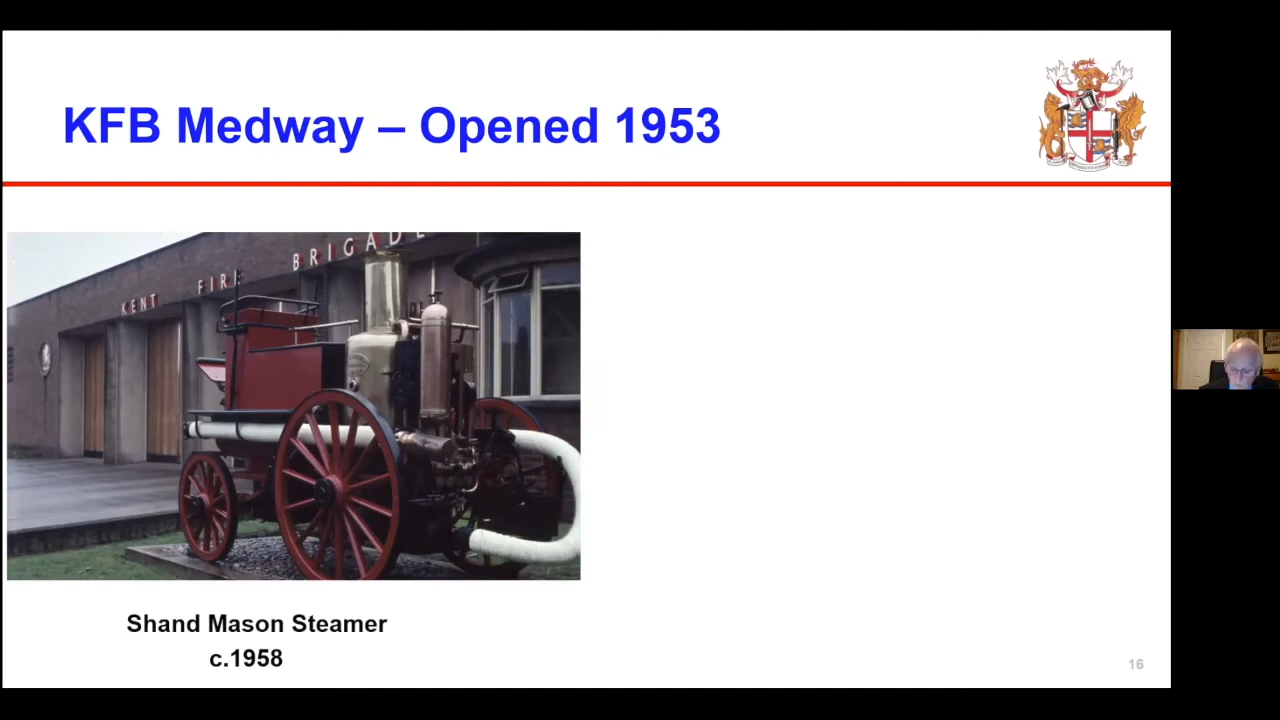 KFB Medway – Opened 1953
KENT FIRE BRIGADE
Shand Mason Steamer
c.1958
16